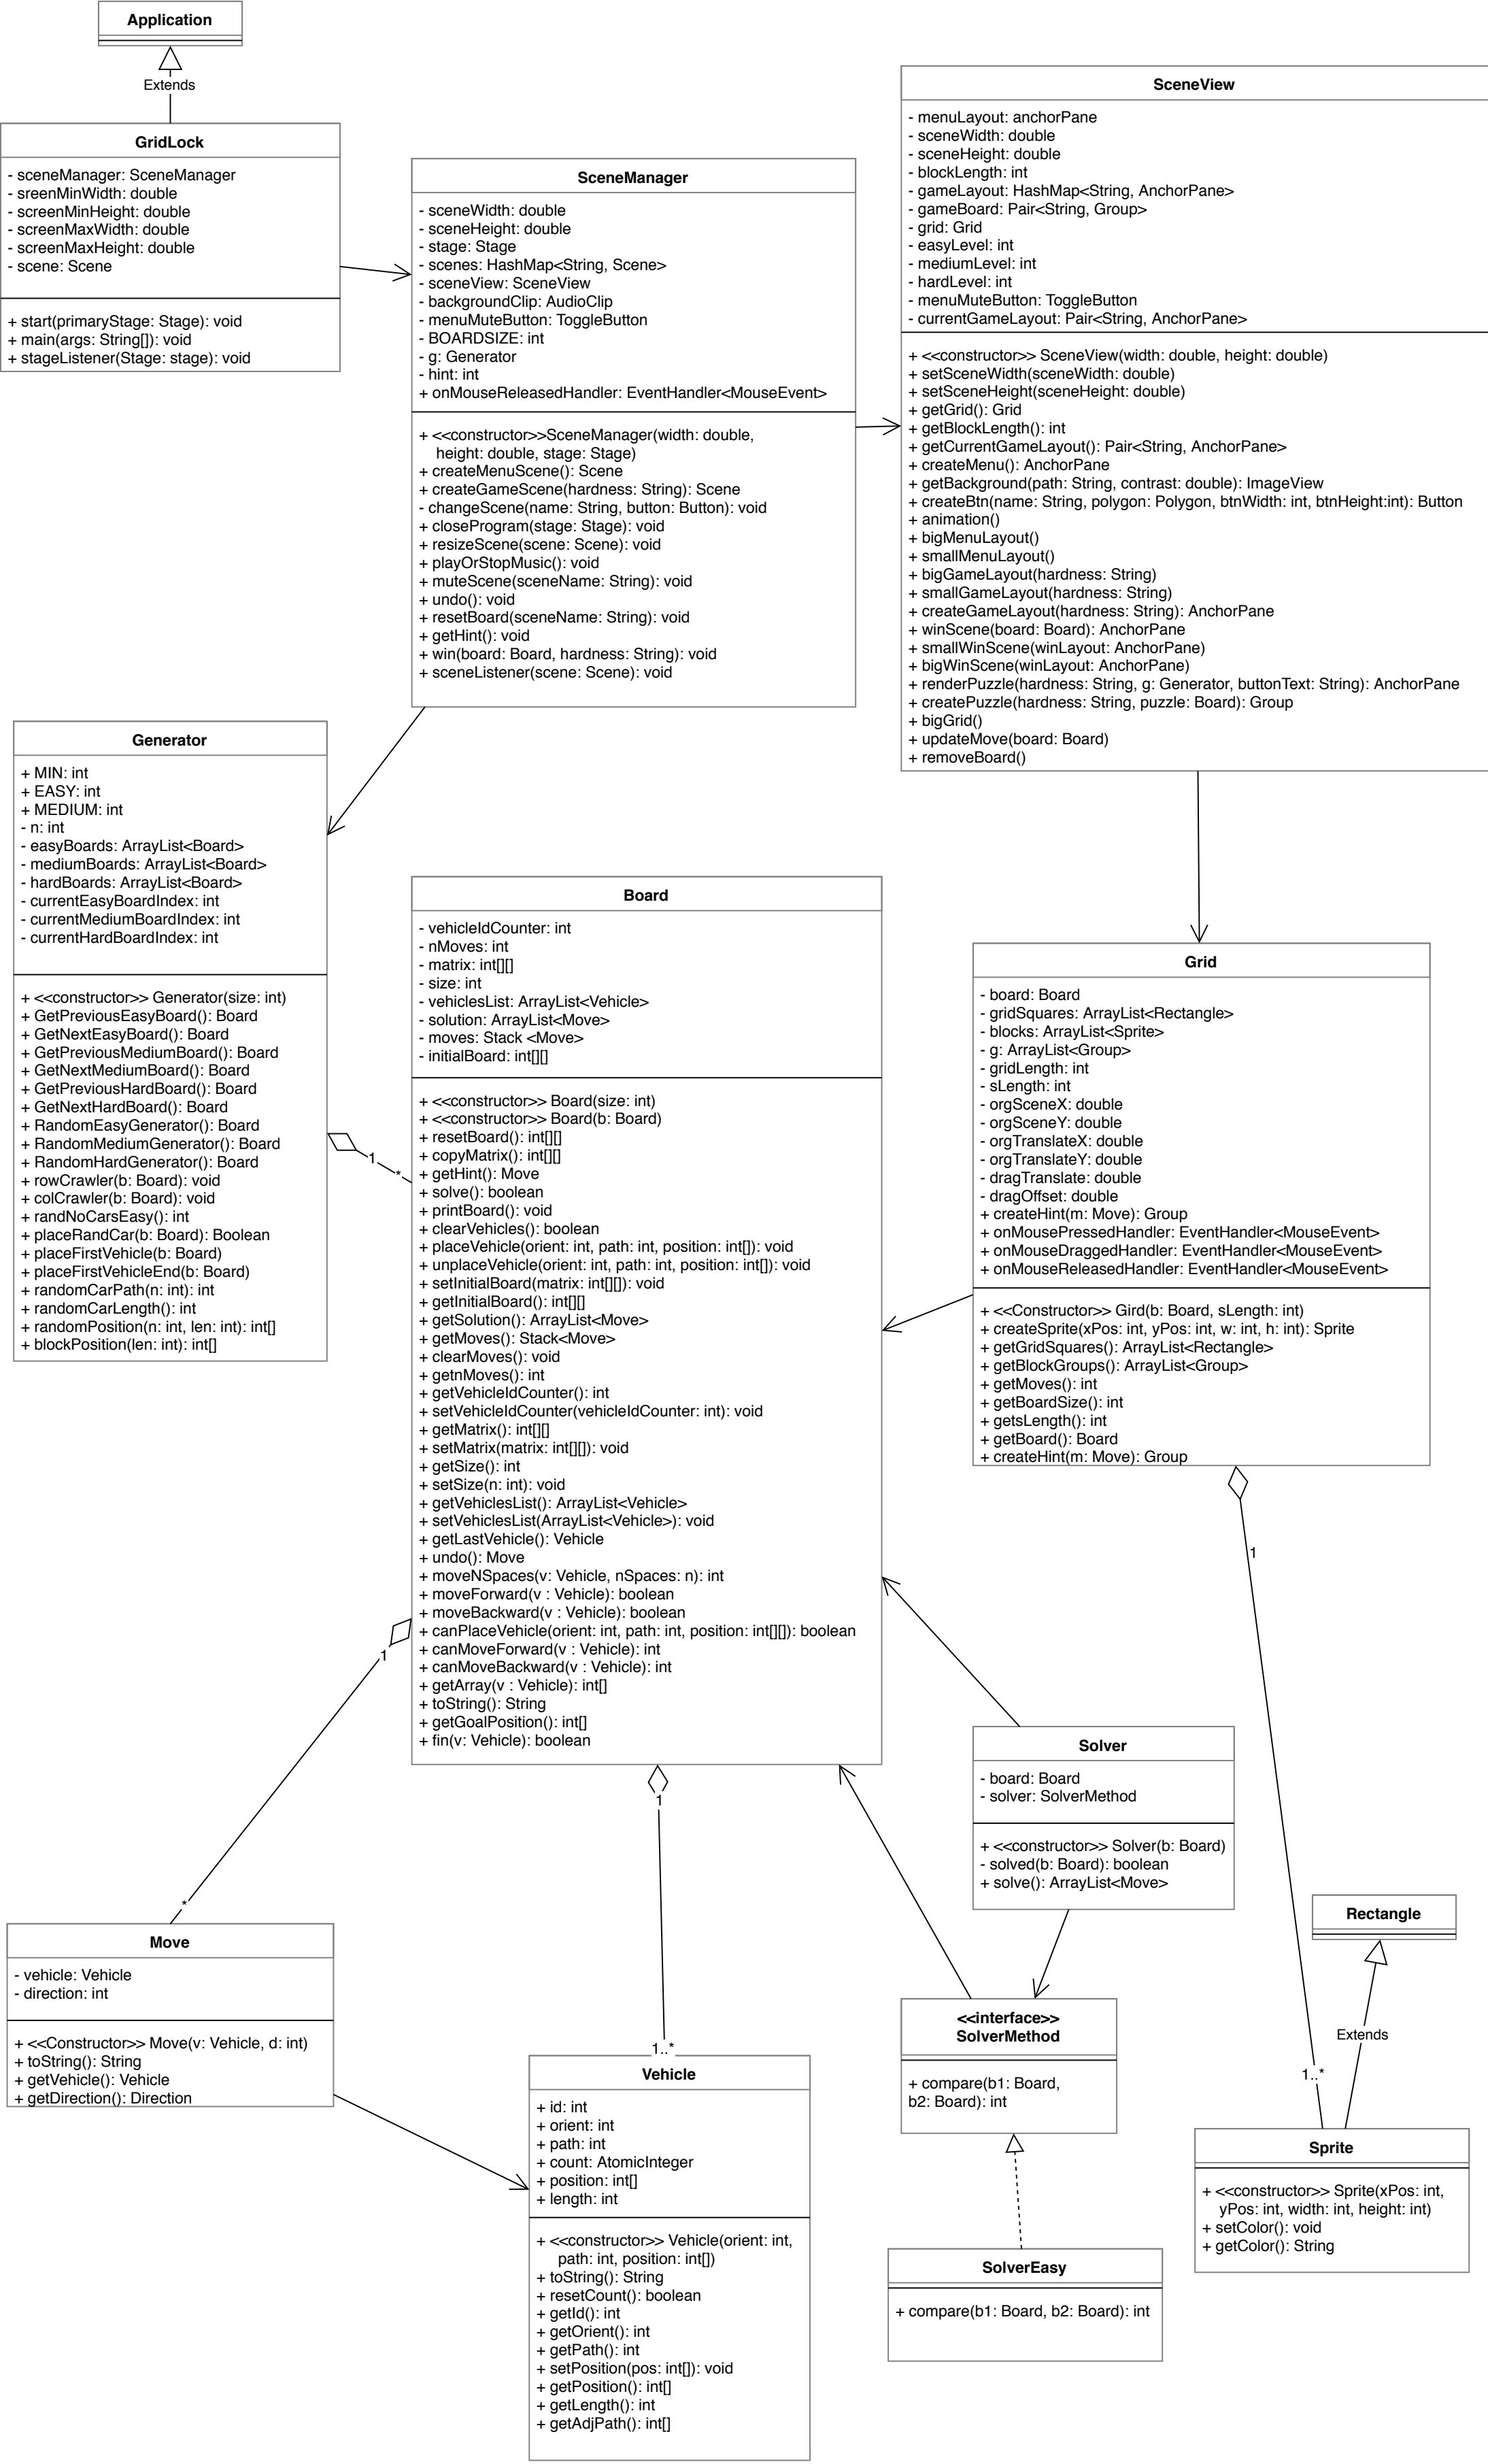 Application
Extends
GridLock
- sceneManager: SceneManager
- sreenMinWidth: double
- screenMinHeight: double
- screenMaxWidth: double
- screenMaxHeight: double
- scene: Scene
+ start(primaryStage: Stage): void
+ main(args: String[]): void
+ stageListener(Stage: stage): void
SceneManager
- sceneWidth: double
- sceneHeight: double
- stage: Stage
- scenes: HashMap<String, Scene>
- sceneView: SceneView
- backgroundClip: AudioClip
- menuMuteButton: ToggleButton
- BOARDSIZE: int
- g: Generator
- hint: int
+ onMouseReleasedHandler: EventHandler<MouseEvent>
+ <<constructor>>SceneManager(width: double,
height: double, stage: Stage)
+ createMenuScene(): Scene
+ createGameScene(hardness: String): Scene
- changeScene(name: String, button: Button): void
+ closeProgram(stage: Stage): void
+ resizeScene(scene: Scene): void
+ playOrStopMusic(): void
+ muteScene(sceneName: String): void
+ undo(): void
+ resetBoard(sceneName: String): void
+ getHint(): void
+ win(board: Board, hardness: String): void
+ sceneListener(scene: Scene): void
SceneView
- menuLayout: anchorPane
- sceneWidth: double
- sceneHeight: double
- blockLength: int
- gameLayout: HashMap<String, AnchorPane>
- gameBoard: Pair<String, Group>
- grid: Grid
- easyLevel: int
- mediumLevel: int
- hardLevel: int
- menuMuteButton: ToggleButton
- currentGameLayout: Pair<String, AnchorPane>
+ <<constructor>> SceneView(width: double, height: double)
+ setSceneWidth(sceneWidth: double)
+ setSceneHeight(sceneHeight: double)
+ getGrid(): Grid
+ getBlockLength(): int
+ getCurrentGameLayout(): Pair<String, AnchorPane>
+ createMenu(): AnchorPane
+ getBackground(path: String, contrast: double): ImageView
+ createBtn(name: String, polygon: Polygon, btnWidth: int, btnHeight:int): Button
+ animation()
+ bigMenuLayout()
+ smallMenuLayout()
+ bigGameLayout(hardness: String)
+ smallGameLayout(hardness: String)
+ createGameLayout(hardness: String): AnchorPane
+ winScene(board: Board): AnchorPane
+ smallWinScene(winLayout: AnchorPane)
+ bigWinScene(winLayout: AnchorPane)
+ renderPuzzle(hardness: String, g: Generator, buttonText: String): AnchorPane
+ createPuzzle(hardness: String, puzzle: Board): Group
+ bigGrid()
+ updateMove(board: Board)
+ removeBoard()
Generator
+ MIN: int
+ EASY: int
+ MEDIUM: int
- n: int
- easyBoards: ArrayList<Board>
- mediumBoards: ArrayList<Board>
- hardBoards: ArrayList<Board>
- currentEasyBoardIndex: int
- currentMediumBoardIndex: int
- currentHardBoardIndex: int
+ <<constructor>> Generator(size: int)
+ GetPreviousEasyBoard(): Board
+ GetNextEasyBoard(): Board
+ GetPreviousMediumBoard(): Board
+ GetNextMediumBoard(): Board
+ GetPreviousHardBoard(): Board
+ GetNextHardBoard(): Board
+ RandomEasyGenerator(): Board
+ RandomMediumGenerator(): Board
+ RandomHardGenerator(): Board
+ rowCrawler(b: Board): void
+ colCrawler(b: Board): void
+ randNoCarsEasy(): int
+ placeRandCar(b: Board): Boolean
+ placeFirstVehicle(b: Board)
+ placeFirstVehicleEnd(b: Board)
+ randomCarPath(n: int): int
+ randomCarLength(): int
+ randomPosition(n: int, len: int): int[]
+ blockPosition(len: int): int[]
1
*
Board
- vehicleIdCounter: int
- nMoves: int
- matrix: int[][]
- size: int
- vehiclesList: ArrayList<Vehicle>
- solution: ArrayList<Move>
- moves: Stack <Move>
- initialBoard: int[][]
+ <<constructor>> Board(size: int)
+ <<constructor>> Board(b: Board)
+ resetBoard(): int[][]
+ copyMatrix(): int[][]
+ getHint(): Move
+ solve(): boolean
+ printBoard(): void
+ clearVehicles(): boolean
+ placeVehicle(orient: int, path: int, position: int[]): void
+ unplaceVehicle(orient: int, path: int, position: int[]): void
+ setInitialBoard(matrix: int[][]): void
+ getInitialBoard(): int[][]
+ getSolution(): ArrayList<Move>
+ getMoves(): Stack<Move>
+ clearMoves(): void
+ getnMoves(): int
+ getVehicleIdCounter(): int
+ setVehicleIdCounter(vehicleIdCounter: int): void
+ getMatrix(): int[][]
+ setMatrix(matrix: int[][]): void
+ getSize(): int
+ setSize(n: int): void
+ getVehiclesList(): ArrayList<Vehicle>
+ setVehiclesList(ArrayList<Vehicle>): void
+ getLastVehicle(): Vehicle
+ undo(): Move
+ moveNSpaces(v: Vehicle, nSpaces: n): int
+ moveForward(v : Vehicle): boolean
+ moveBackward(v : Vehicle): boolean
+ canPlaceVehicle(orient: int, path: int, position: int[][]): boolean
+ canMoveForward(v : Vehicle): int
+ canMoveBackward(v : Vehicle): int
+ getArray(v : Vehicle): int[]
+ toString(): String
+ getGoalPosition(): int[]
+ fin(v: Vehicle): boolean
Grid
- board: Board
- gridSquares: ArrayList<Rectangle>
- blocks: ArrayList<Sprite>
- g: ArrayList<Group>
- gridLength: int
- sLength: int
- orgSceneX: double
- orgSceneY: double
- orgTranslateX: double
- orgTranslateY: double
- dragTranslate: double
- dragOffset: double
+ createHint(m: Move): Group
+ onMousePressedHandler: EventHandler<MouseEvent>
+ onMouseDraggedHandler: EventHandler<MouseEvent>
+ onMouseReleasedHandler: EventHandler<MouseEvent>
+ <<Constructor>> Gird(b: Board, sLength: int)
+ createSprite(xPos: int, yPos: int, w: int, h: int): Sprite
+ getGridSquares(): ArrayList<Rectangle>
+ getBlockGroups(): ArrayList<Group>
+ getMoves(): int
+ getBoardSize(): int
+ getsLength(): int
+ getBoard(): Board
+ createHint(m: Move): Group
1
1..*
1
*
1
1..*
Solver
- board: Board
- solver: SolverMethod
+ <<constructor>> Solver(b: Board)
- solved(b: Board): boolean
+ solve(): ArrayList<Move>
Rectangle
Extends
Move
- vehicle: Vehicle
- direction: int
+ <<Constructor>> Move(v: Vehicle, d: int)
+ toString(): String
+ getVehicle(): Vehicle
+ getDirection(): Direction
Vehicle
+ id: int
+ orient: int
+ path: int
+ count: AtomicInteger
+ position: int[]
+ length: int
+ <<constructor>> Vehicle(orient: int,
path: int, position: int[])
+ toString(): String
+ resetCount(): boolean
+ getId(): int
+ getOrient(): int
+ getPath(): int
+ setPosition(pos: int[]): void
+ getPosition(): int[]
+ getLength(): int
+ getAdjPath(): int[]
<<interface>>
SolverMethod
+ compare(b1: Board,
b2: Board): int
SolverEasy
+ compare(b1: Board, b2: Board): int
Sprite
+ <<constructor>> Sprite(xPos: int,
yPos: int, width: int, height: int)
+ setColor(): void
+ getColor(): String